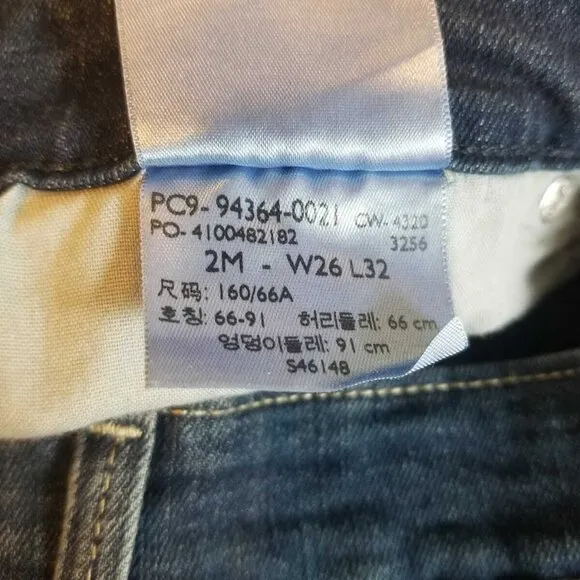 PC9-94364-0021 CW-4320
PO-4100482182 3256
2M - W26 L32
尺码: 160/66A
호칭: 66-91 허리둘레: 66 cm
엉덩이둘레: 91 cm
S46148